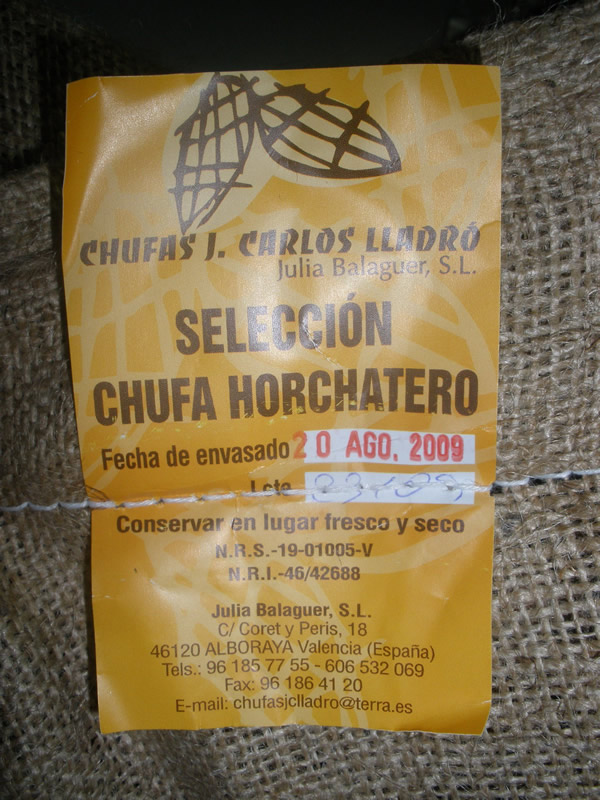 CHUFAS J. CARLOS LLADRÓ
Julia Balaguer, S.L.
SELECCIÓN
CHUFA HORCHATERO
Fecha de envasado 20 AGO. 2009
Lote
Conservar en lugar fresco y seco
N.R.S.-19-01005-V
N.R.I.-46/42688
Julia Balaguer, S.L.
C/ Coret y Peris, 18
46120 ALBORAYA Valencia (España)
Tels.: 96 185 77 55 - 606 532 069
Fax: 96 186 41 20
E-mail: chufasjclladro@terra.es